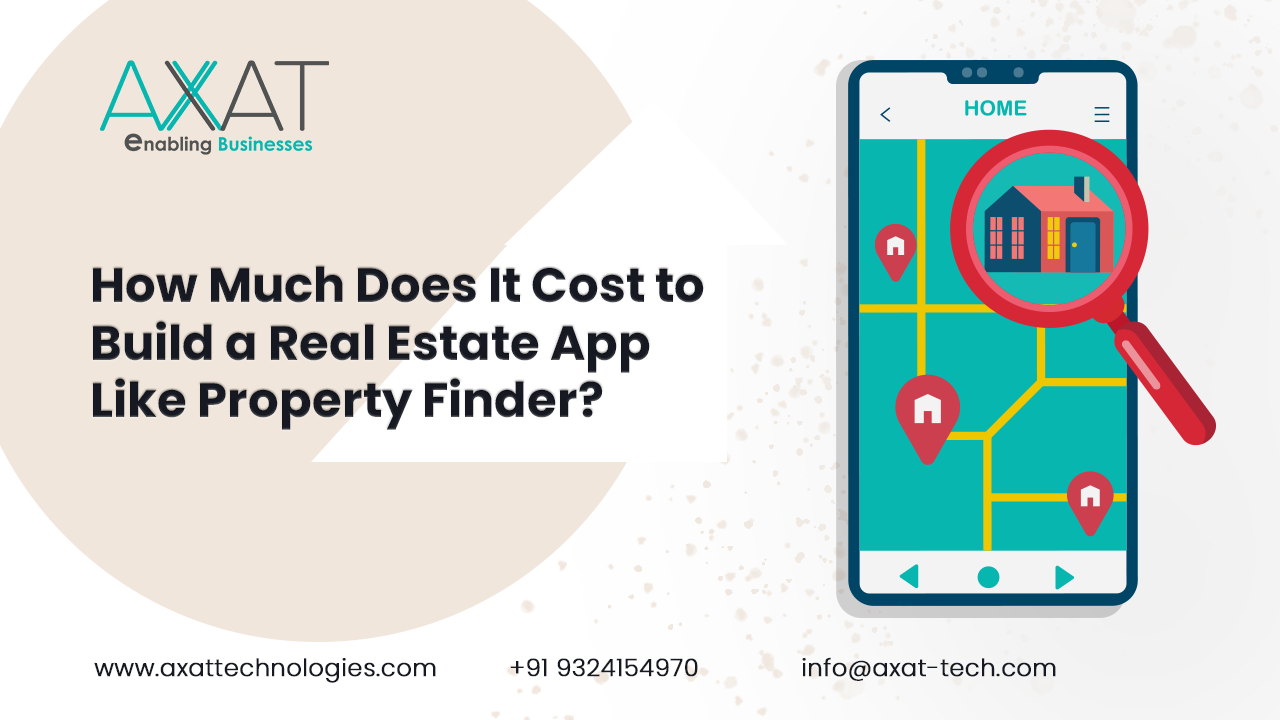 AXAT
enabling Businesses
HOME
How Much Does It Cost to
Build a Real Estate App
Like Property Finder?
www.axattechnologies.com +91 9324154970 info@axat-tech.com